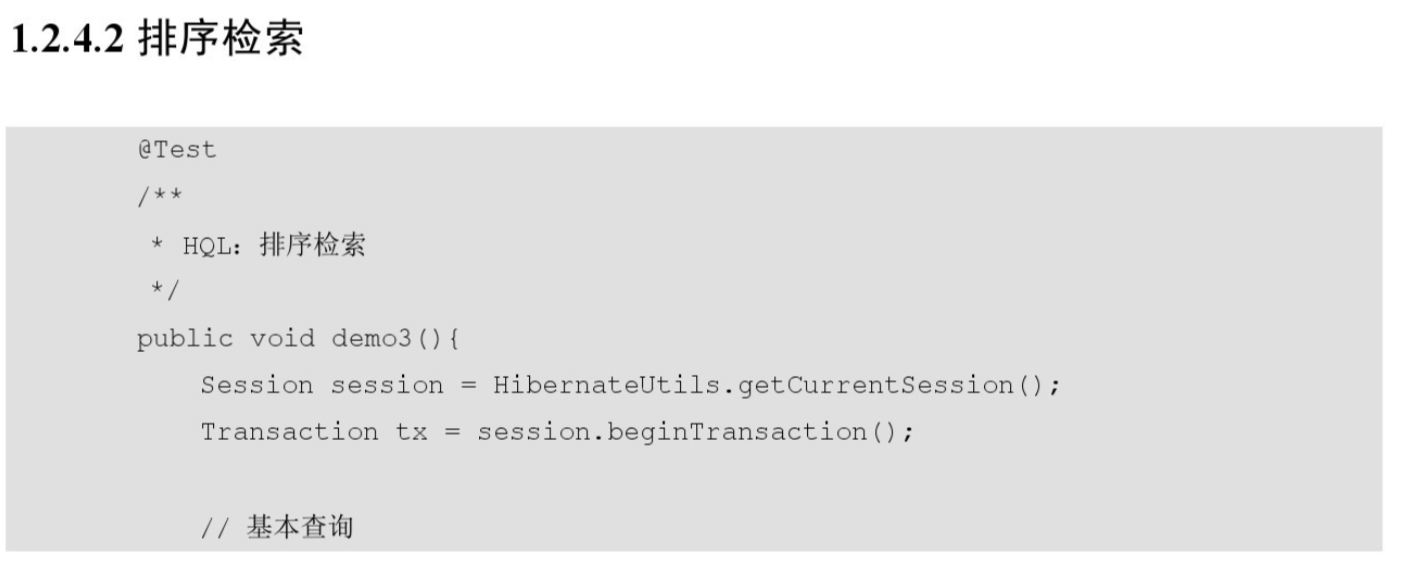 1.2.4.2 排序检索
@Test
/**
* HQL：排序检索
*/
public void demo3(){
Session session = HibernateUtils.getCurrentSession();
Transaction tx = session.beginTransaction();
// 基本查询